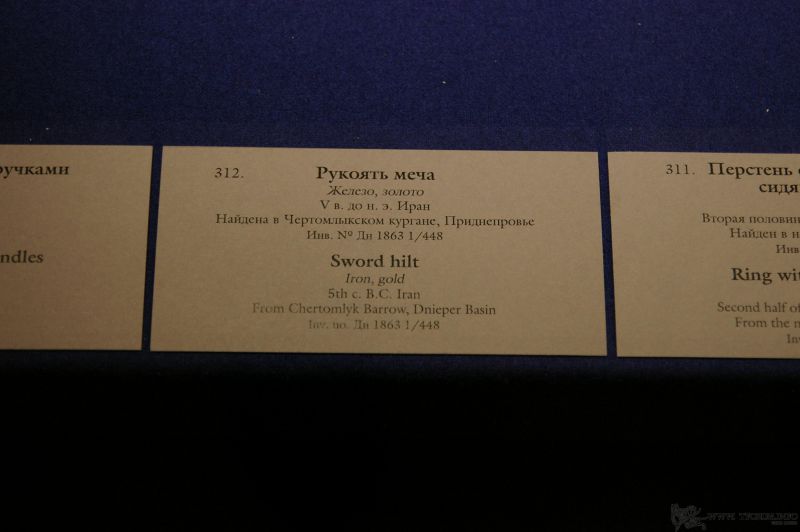 ручками
ndles
312.
Рукоять меча
Железо, золото
V в. до н. э. Иран
Найдена в Чертомлыкском кургане, Приднепровье
Инв. № Дн 1863 1/448
Sword hilt
Iron, gold
5th c. B.C. Iran
From Chertomlyk Barrow, Dnieper Basin
Inv. no. Дн 1863 1/448
311. Перстень с
сидя
Вторая половин
Найден в н
Инв
Ring wit
Second half of
From the n
Inv